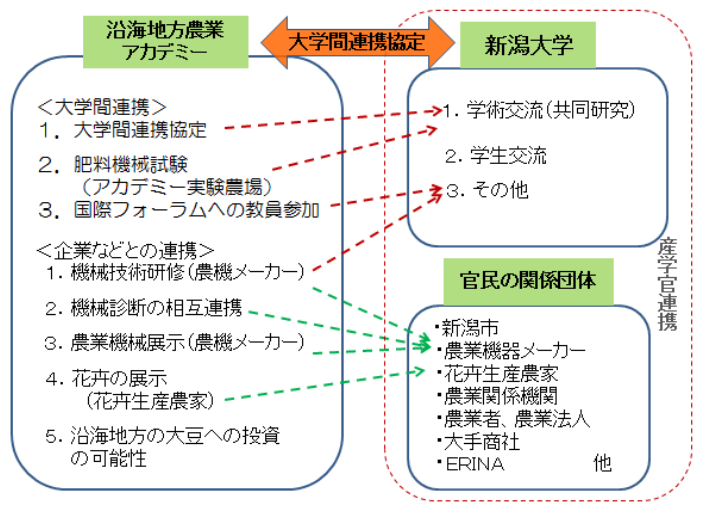 沿海地方農業
アカデミー
大学間連携協定
新潟大学
＜大学間連携＞
１．大学間連携協定
２．肥料機械試験
（アカデミー実験農場）
３．国際フォーラムへの教員参加
＜企業などとの連携＞
1. 機械技術研修（農機メーカー）
2. 機械診断の相互連携
3. 農業機械展示（農機メーカー）
4. 花卉の展示
（花卉生産農家）
5. 沿海地方の大豆への投資
の可能性
1. 学術交流（共同研究）
2. 学生交流
3. その他
産学官連携
官民の関係団体
・新潟市
・農業機器メーカー
・花卉生産農家
・農業関係機関
・農業者、農業法人
・大手商社
・ERINA　　　他